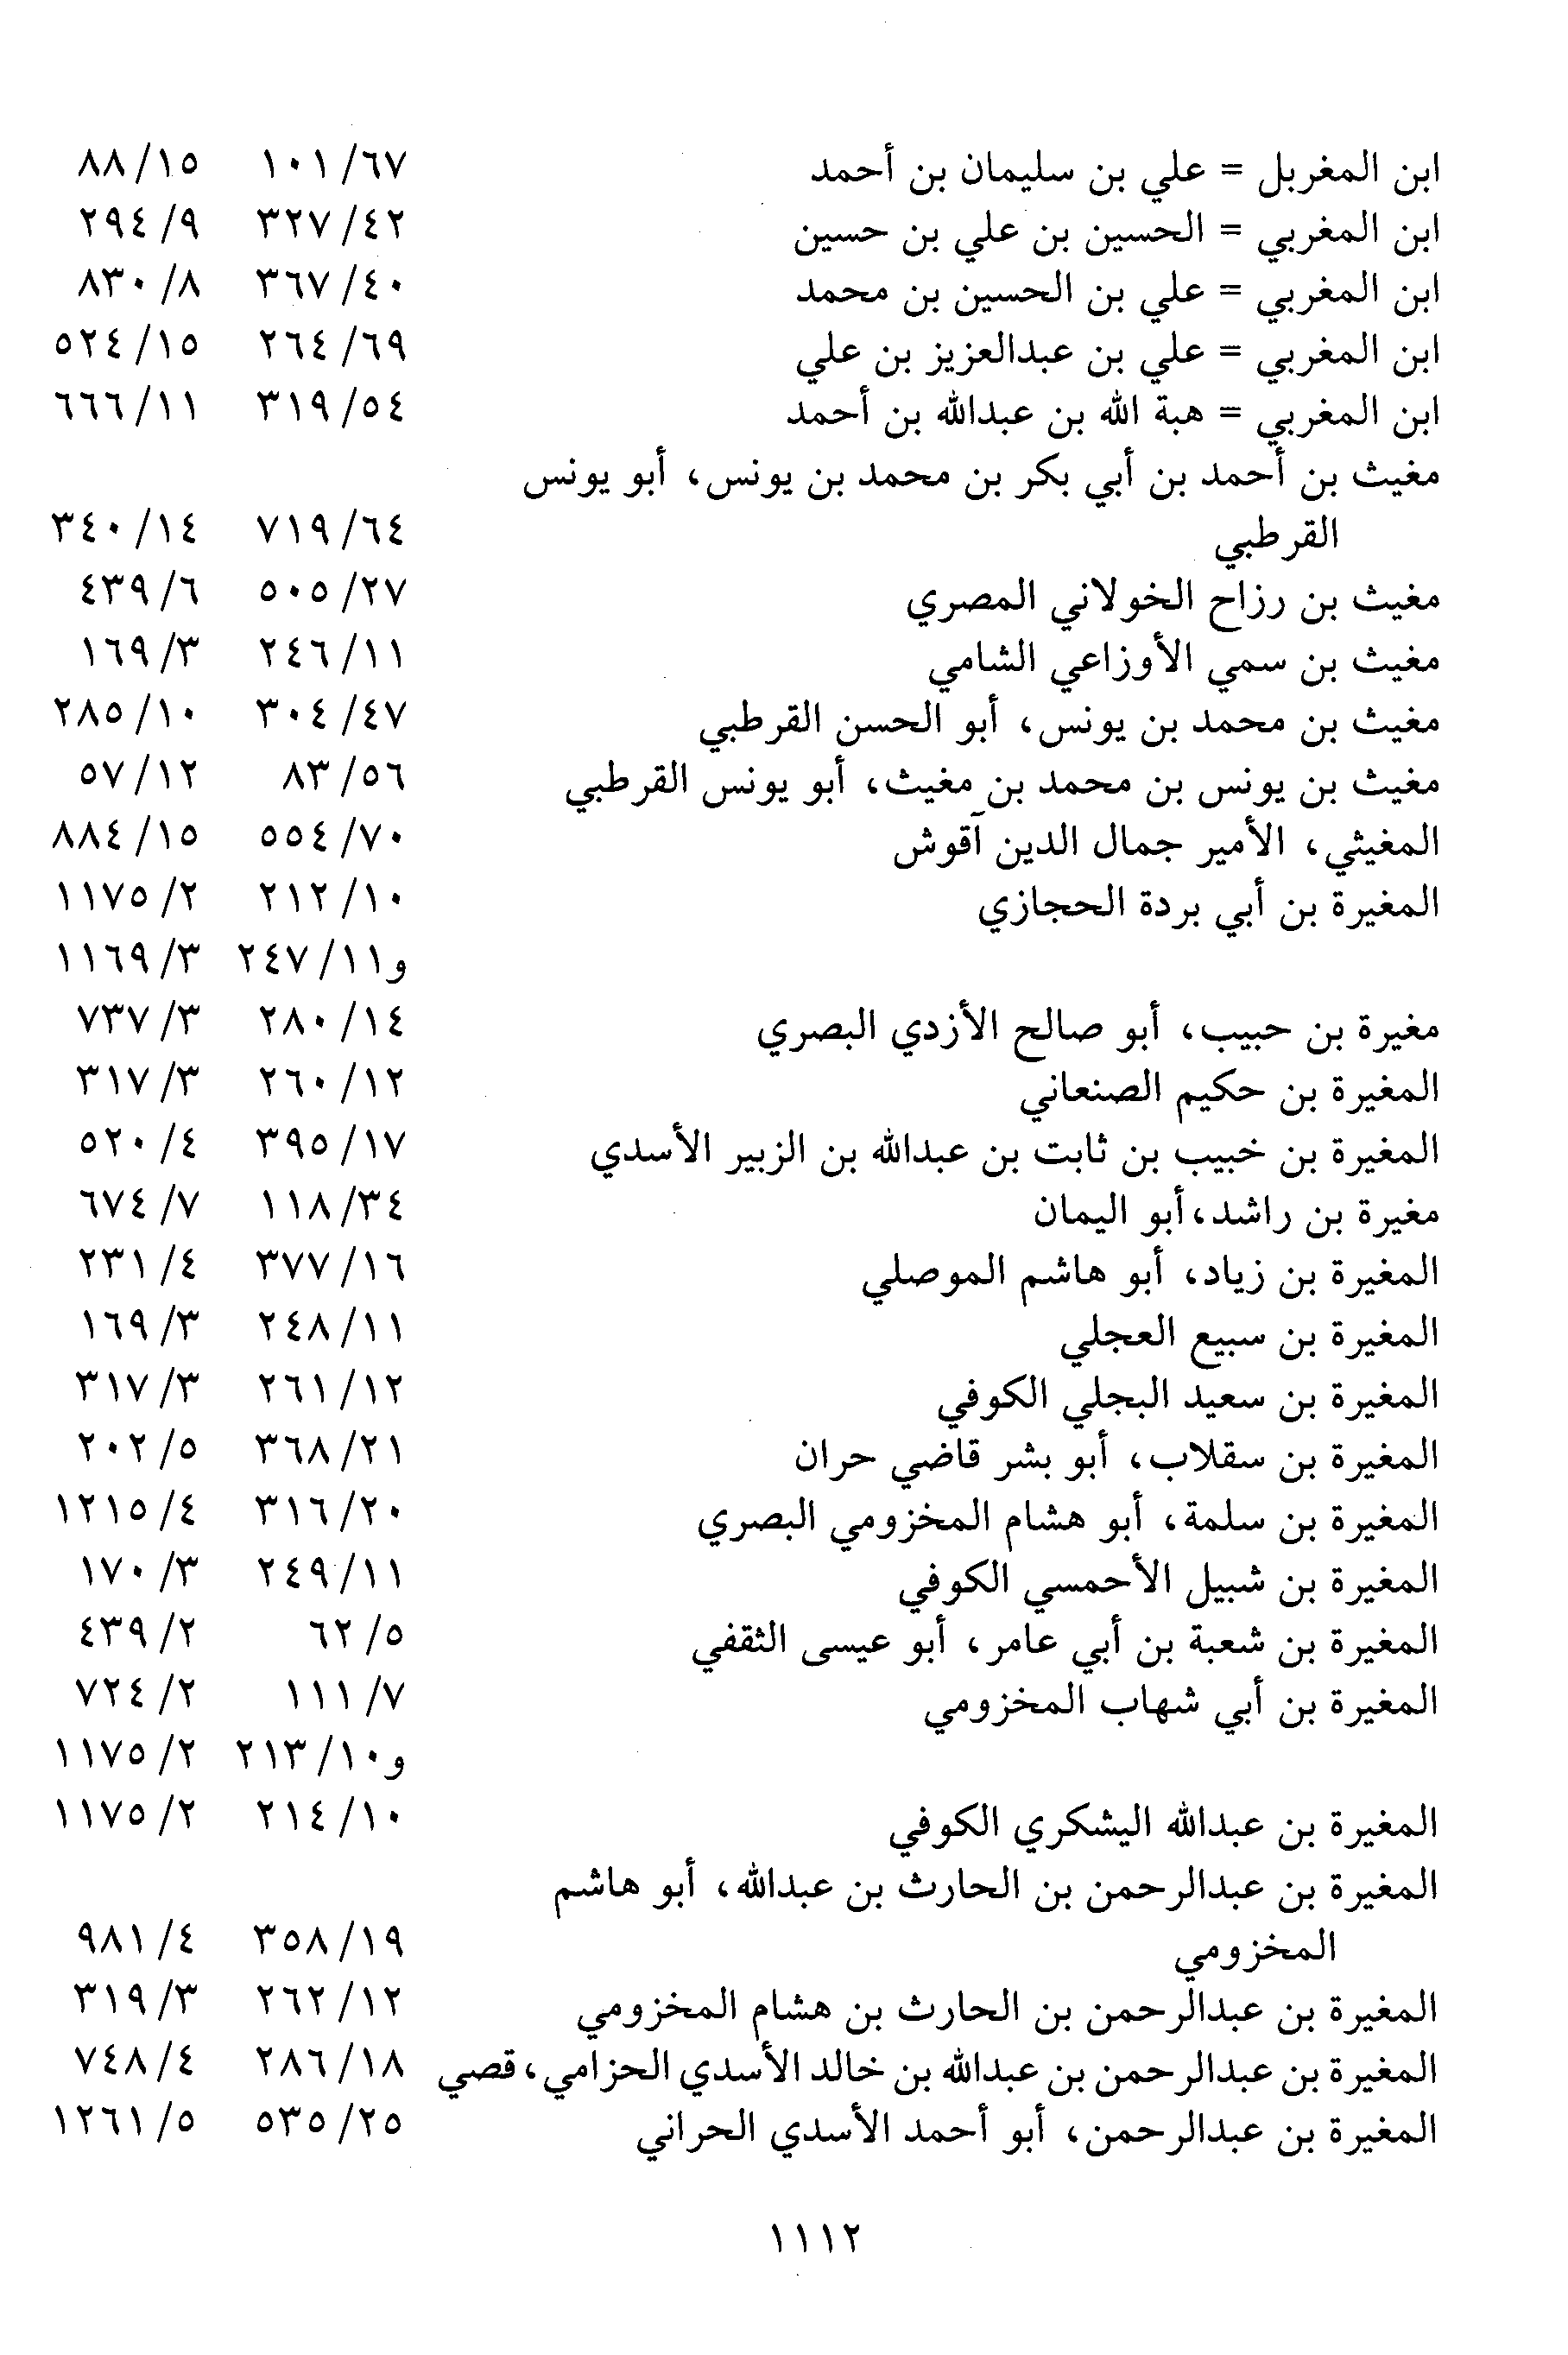 ابن المغربل = علي بن سليمان بن أحمد ٦٧/ ١٠١ ١٥/ ٨٨
ابن المغربي = الحسين بن علي بن حسين ٤٢/ ٣٢٧ ٩/ ٢٩٤
ابن المغربي = علي بن الحسين بن محمد ٤٠/ ٣٦٧ ٨/ ٨٣٠
ابن المغربي = علي بن عبدالعزيز بن علي ٦٩/ ٢٦٤ ١٥/ ٥٢٤
ابن المغربي = هبة الله بن عبدالله بن أحمد ٥٤/ ٣١٩ ١١/ ٦٦٦
مغيث بن أحمد بن أبي بكر بن محمد بن يونس، أبو يونس
القرطبي ٦٤/ ٧١٩ ١٤/ ٣٤٠
مغيث بن رزاح الخولاني المصري ٢٧/ ٥٠٥ ٦/ ٤٣٩
مغيث بن سمي الأوزاعي الشامي ١١/ ٢٤٦ ٣/ ١٦٩
مغيث بن محمد بن يونس، أبو الحسن القرطبي ٤٧/ ٣٠٤ ١٠/ ٢٨٥
مغيث بن يونس بن محمد بن مغيث، أبو يونس القرطبي ٥٦/ ٨٣ ١٢/ ٥٧
المغيثي، الأمير جمال الدين آقوش ٧٠/ ٥٥٤ ١٥/ ٨٨٤
المغيرة بن أبي بردة الحجازي ١٠/ ٢١٢ ٢/ ١١٧٥
و١١/ ٢٤٧ ٣/ ١١٦٩
مغيرة بن حبيب، أبو صالح الأزدي البصري ١٤/ ٢٨٠ ٣/ ٧٣٧
المغيرة بن حكيم الصنعاني ١٢/ ٢٦٠ ٣/ ٣١٧
المغيرة بن خبيب بن ثابت بن عبدالله بن الزبير الأسدي ١٧/ ٣٩٥ ٤/ ٥٢٠
مغيرة بن راشد، أبو اليمان ٣٤/ ١١٨ ٧/ ٦٧٤
المغيرة بن زياد، أبو هاشم الموصلي ١٦/ ٣٧٧ ٤/ ٢٣١
المغيرة بن سبيع العجلي ١١/ ٢٤٨ ٣/ ١٦٩
المغيرة بن سعيد البجلي الكوفي ١٢/ ٢٦١ ٣/ ٣١٧
المغيرة بن سقلاب، أبو بشر قاضي حران ٢١/ ٣٦٨ ٥/ ٢٠٢
المغيرة بن سلمة، أبو هشام المخزومي البصري ٢٠/ ٣١٦ ٤/ ١٢١٥
المغيرة بن شبيل الأحمسي الكوفي ١١/ ٢٤٩ ٣/ ١٧٠
المغيرة بن شعبة بن أبي عامر، أبو عيسى الثقفي ٥/ ٦٢ ٢/ ٤٣٩
المغيرة بن أبي شهاب المخزومي ٧/ ١١١ ٢/ ٧٢٤
و١٠/ ٢١٣ ٢/ ١١٧٥
المغيرة بن عبدالله اليشكري الكوفي ١٠/ ٢١٤ ٢/ ١١٧٥
المغيرة بن عبدالرحمن بن الحارث بن عبدالله، أبو هاشم
المخزومي ١٩/ ٣٥٨ ٤/ ٩٨١
المغيرة بن عبدالرحمن بن الحارث بن هشام المخزومي ١٢/ ٢٦٢ ٣/ ٣١٩
المغيرة بن عبدالرحمن بن عبدالله بن خالد الأسدي الحزامي، قصي ١٨/ ٢٨٦ ٤/ ٧٤٨
المغيرة بن عبدالرحمن، أبو أحمد الأسدي الحراني ٢٥/ ٥٣٥ ٥/ ١٢٦١
١١١٢